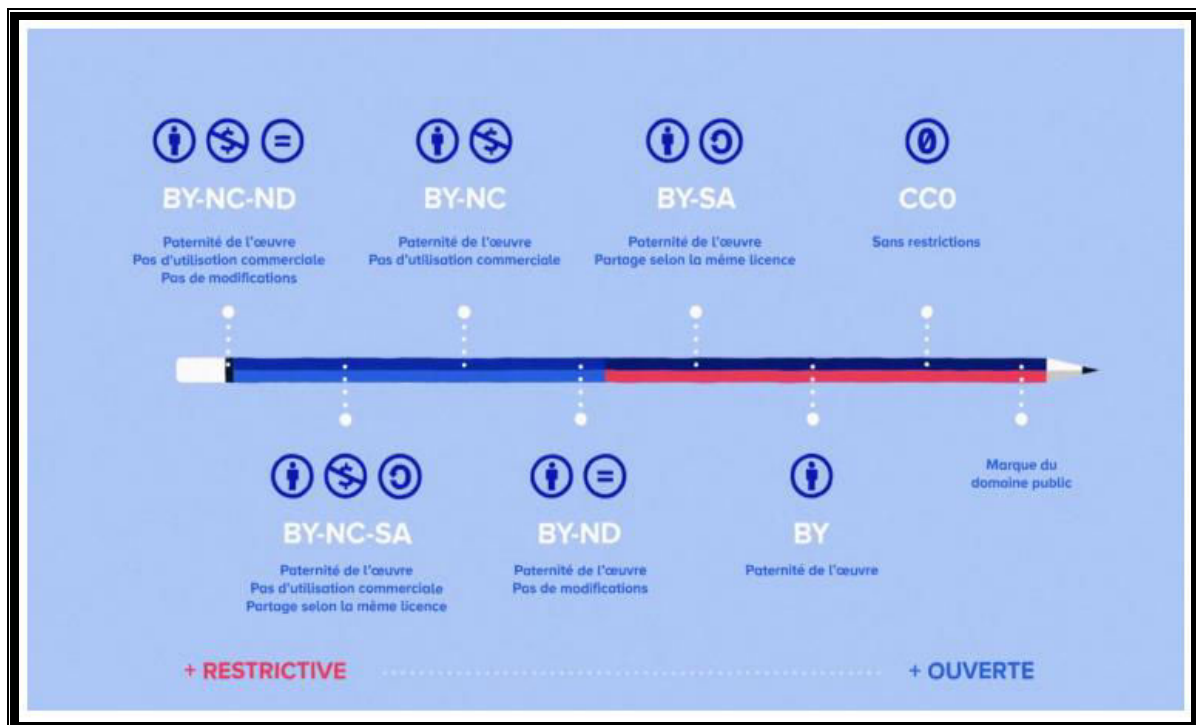 BY-NC-ND
Paternité de l'œuvre
Pas d'utilisation commerciale
Pas de modifications
BY-NC
Paternité de l'œuvre
Pas d'utilisation commerciale
BY-SA
Paternité de l'œuvre
Partage selon la même licence
CC0
Sans restrictions
BY-NC-SA
Paternité de l'œuvre
Pas d'utilisation commerciale
Partage selon la même licence
BY-ND
Paternité de l'œuvre
Pas de modifications
BY
Paternité de l'œuvre
Marque du
domaine public
+ RESTRICTIVE
+ OUVERTE